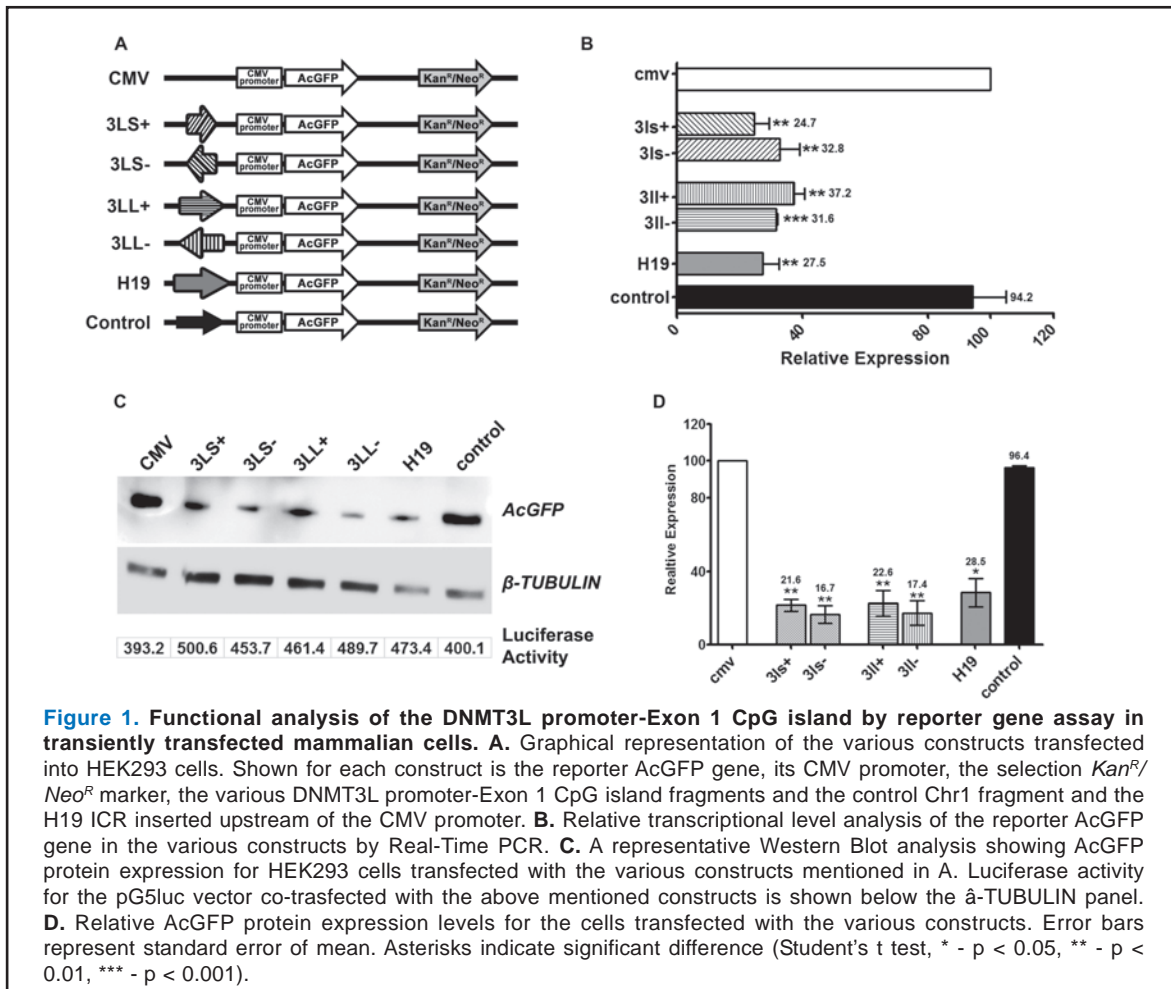 A
CMV
CMV promoter AcGFP Kan^R/Neo^R
3LS+
CMV promoter AcGFP Kan^R/Neo^R
3LS-
CMV promoter AcGFP Kan^R/Neo^R
3LL+
CMV promoter AcGFP Kan^R/Neo^R
3LL-
CMV promoter AcGFP Kan^R/Neo^R
H19
CMV promoter AcGFP Kan^R/Neo^R
Control
CMV promoter AcGFP Kan^R/Neo^R
B
cmv
3ls+ ** 24.7
3ls- ** 32.8
3ll+ ** 37.2
3ll- *** 31.6
H19 ** 27.5
control 94.2
0 40 80 100 120
Relative Expression
C
CMV 3LS+ 3LS- 3LL+ 3LL- H19 control
AcGFP
β-TUBULIN
393.2 500.6 453.7 461.4 489.7 473.4 400.1
Luciferase
Activity
D
Realtive Expression
120
100
80
40
0
96.4
28.5
*
21.6
**
16.7
**
22.6
**
17.4
**
cmv 3ls+ 3ls- 3ll+ 3ll- H19 control
Figure 1. Functional analysis of the DNMT3L promoter-Exon 1 CpG island by reporter gene assay in
transiently transfected mammalian cells. A. Graphical representation of the various constructs transfected
into HEK293 cells. Shown for each construct is the reporter AcGFP gene, its CMV promoter, the selection Kan^R/
Neo^R marker, the various DNMT3L promoter-Exon 1 CpG island fragments and the control Chr1 fragment and the
H19 ICR inserted upstream of the CMV promoter. B. Relative transcriptional level analysis of the reporter AcGFP
gene in the various constructs by Real-Time PCR. C. A representative Western Blot analysis showing AcGFP
protein expression for HEK293 cells transfected with the various constructs mentioned in A. Luciferase activity
for the pG5luc vector co-trasfected with the above mentioned constructs is shown below the â-TUBULIN panel.
D. Relative AcGFP protein expression levels for the cells transfected with the various constructs. Error bars
represent standard error of mean. Asterisks indicate significant difference (Student's t test, * - p < 0.05, ** - p <
0.01, *** - p < 0.001).